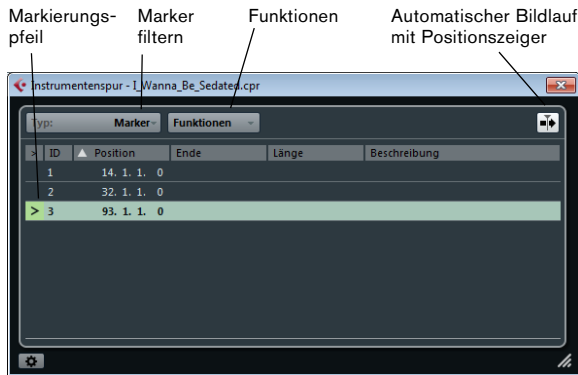 Markierungs-
pfeil
Marker
filtern
Funktionen
Automatischer Bildlauf
mit Positionszeiger
Instrumentenspur - I_Wanna_Be_Sedated.cpr
Typ: Marker Funktionen
> ID Position Ende Länge Beschreibung
1 14. 1. 1. 0
2 32. 1. 1. 0
> 3 93. 1. 1. 0